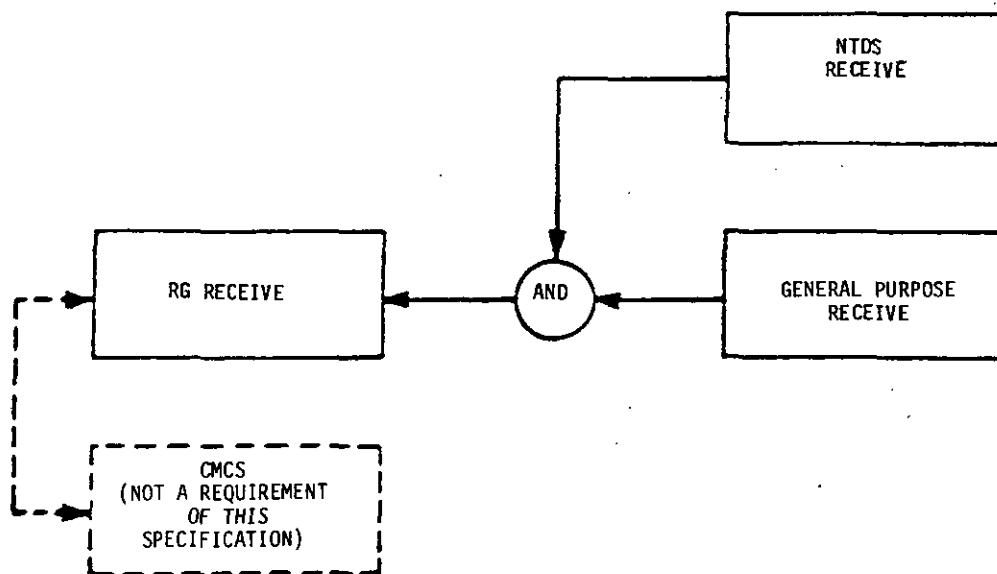 NTDS
RECEIVE
RG RECEIVE
AND
GENERAL PURPOSE
RECEIVE
CMCS
(NOT A REQUIREMENT
OF THIS
SPECIFICATION)